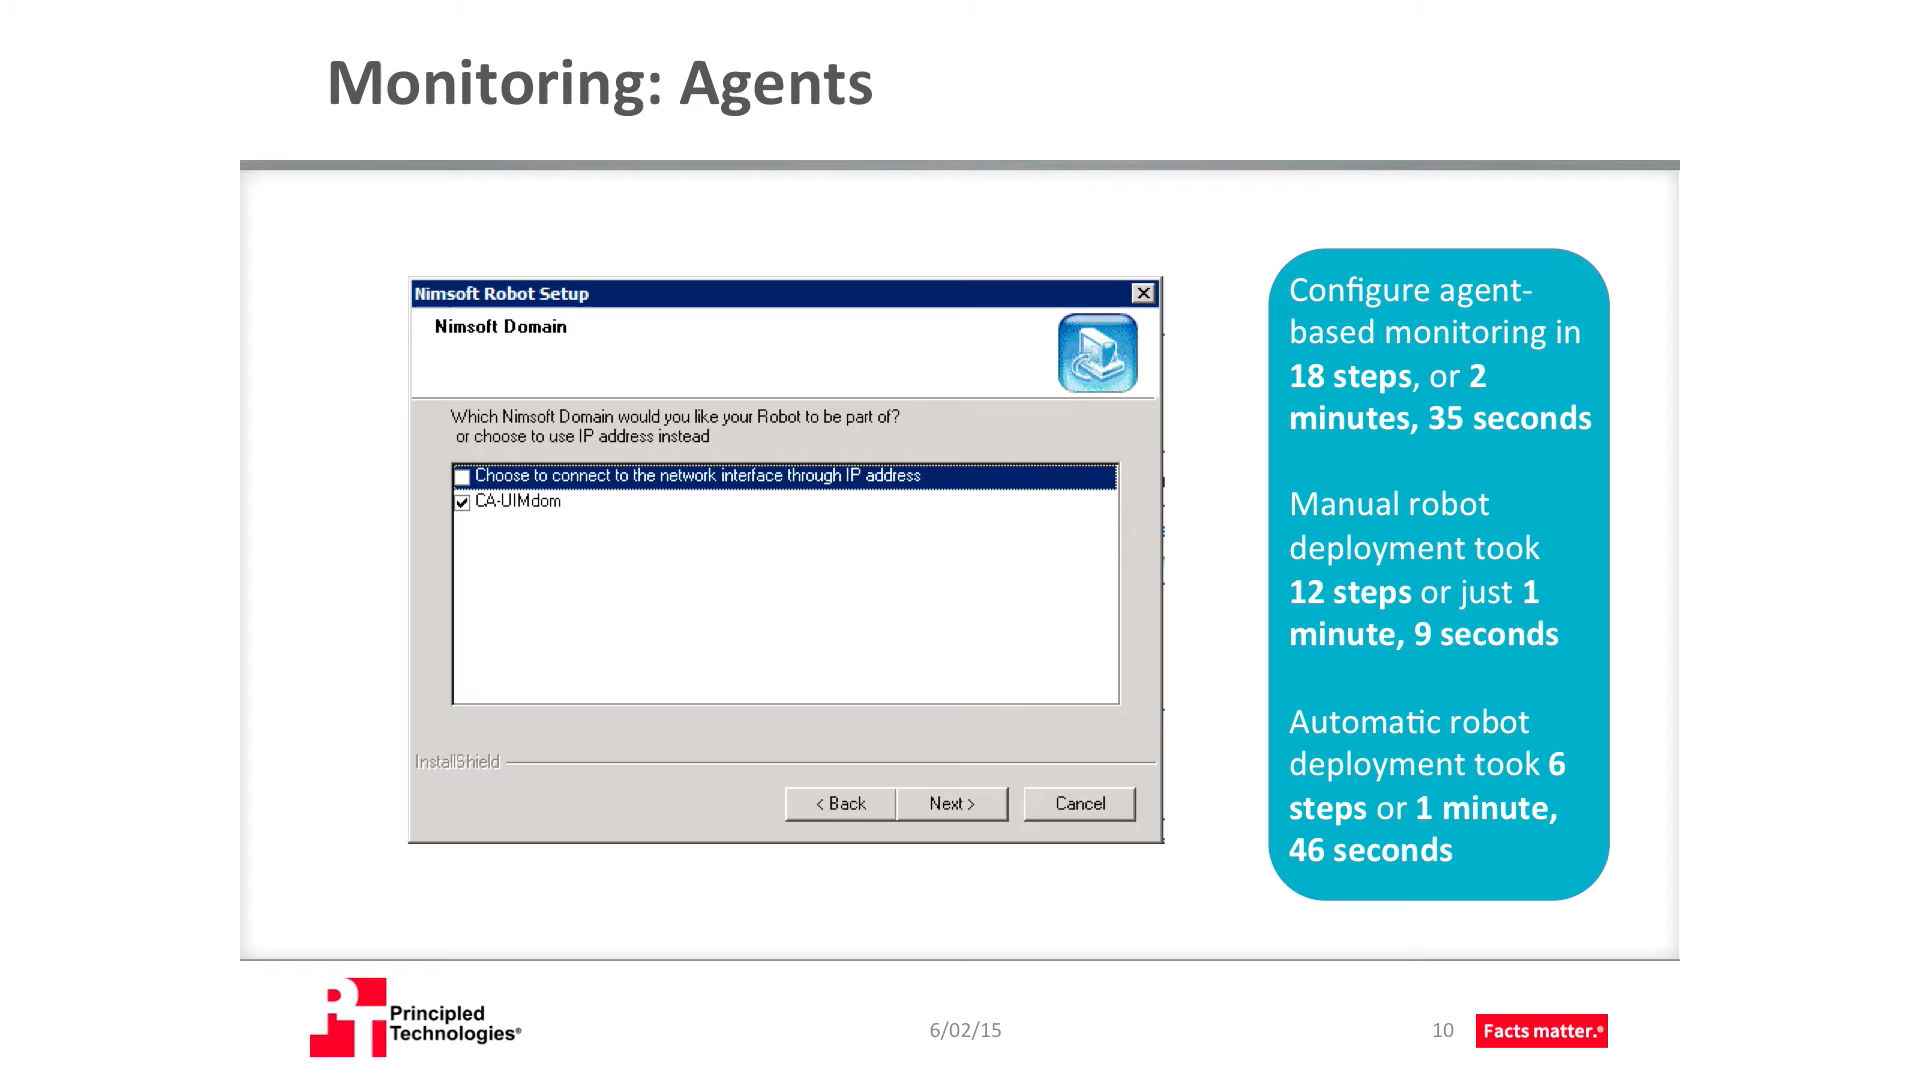 Monitoring: Agents
Nimsoft Robot Setup
Nimsoft Domain
Which Nimsoft Domain would you like your Robot to be part of?
or choose to use IP address instead
Choose to connect to the network interface through IP address
CA-UIMdom
InstallShield
< Back
Next >
Cancel
Configure agent-
based monitoring in
18 steps, or 2
minutes, 35 seconds
Manual robot
deployment took
12 steps or just 1
minute, 9 seconds
Automatic robot
deployment took 6
steps or 1 minute,
46 seconds
PT
Principled
Technologies®
6/02/15
10
Facts matter.®